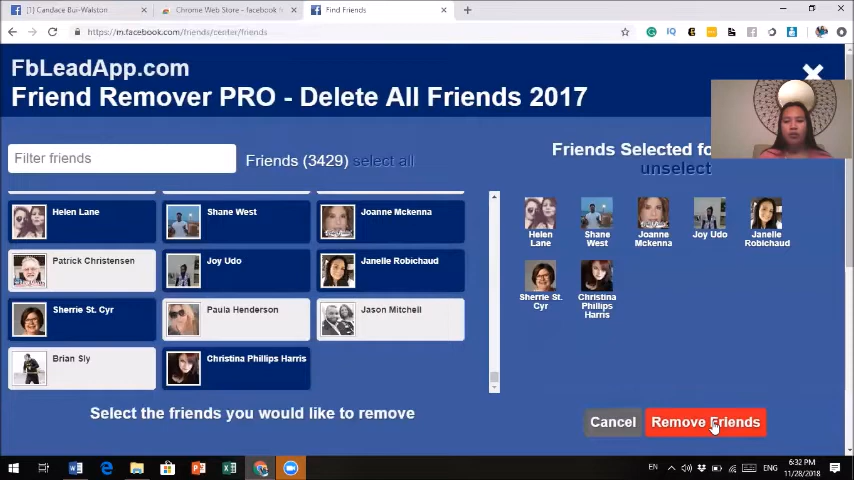 [1] Candace Bui-Walston
Chrome Web Store - facebook
Find Friends
https://m.facebook.com/friends/center/friends
FbLeadApp.com
Friend Remover PRO - Delete All Friends 2017
Filter friends
Friends (3429) select all
Friends Selected fo
unselect
Helen Lane
Shane West
Joanne Mckenna
Patrick Christensen
Joy Udo
Janelle Robichaud
Sherrie St. Cyr
Paula Henderson
Jason Mitchell
Brian Sly
Christina Phillips Harris
Helen
Lane
Shane
West
Joanne
Mckenna
Joy Udo
Janelle
Robichaud
Sherrie St.
Cyr
Christina
Phillips
Harris
Select the friends you would like to remove
Cancel
Remove Friends
EN
ENG
6:32 PM
11/28/2018